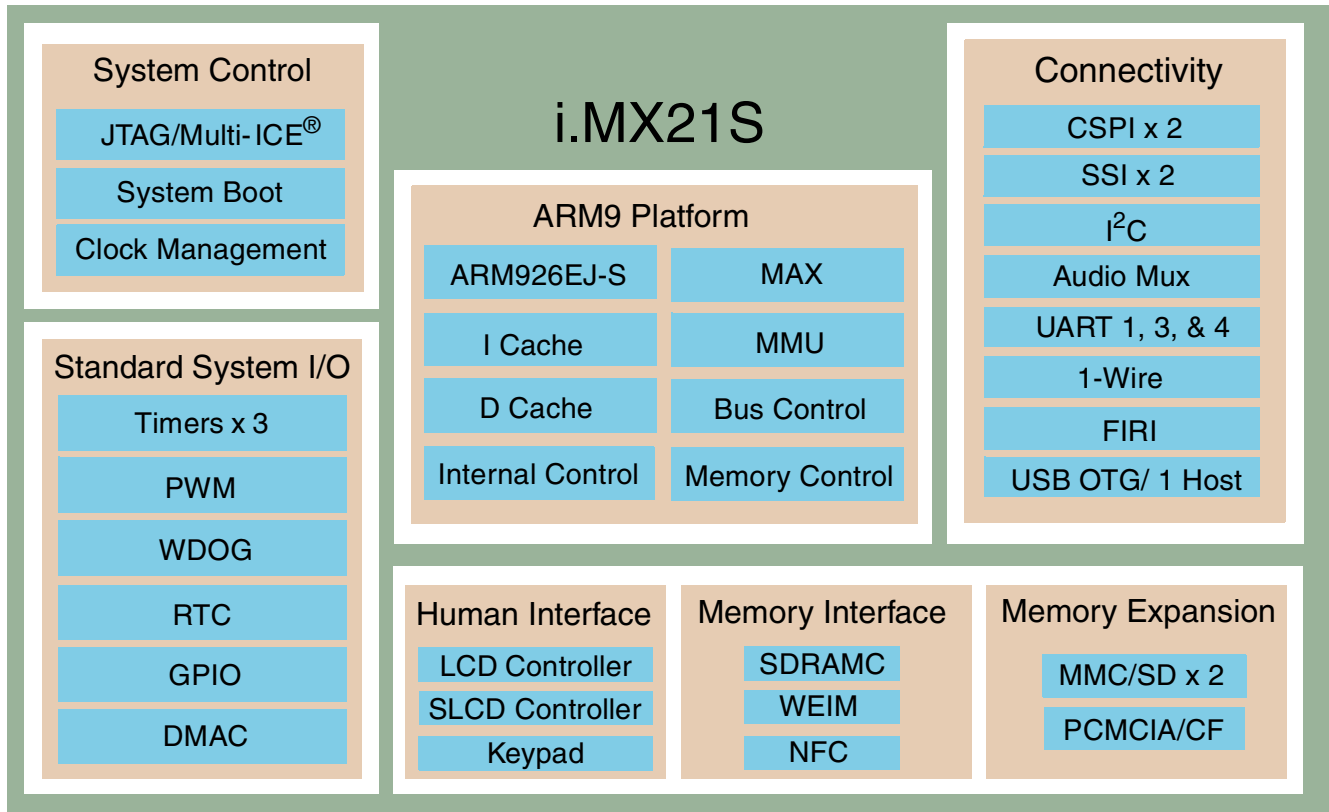 i.MX21S
System Control
JTAG/Multi-ICE®
System Boot
Clock Management
Standard System I/O
Timers x 3
PWM
WDOG
RTC
GPIO
DMAC
ARM9 Platform
ARM926EJ-S
MAX
I Cache
MMU
D Cache
Bus Control
Internal Control
Memory Control
Connectivity
CSPI x 2
SSI x 2
I²C
Audio Mux
UART 1, 3, & 4
1-Wire
FIRI
USB OTG/ 1 Host
Human Interface
LCD Controller
SLCD Controller
Keypad
Memory Interface
SDRAMC
WEIM
NFC
Memory Expansion
MMC/SD x 2
PCMCIA/CF